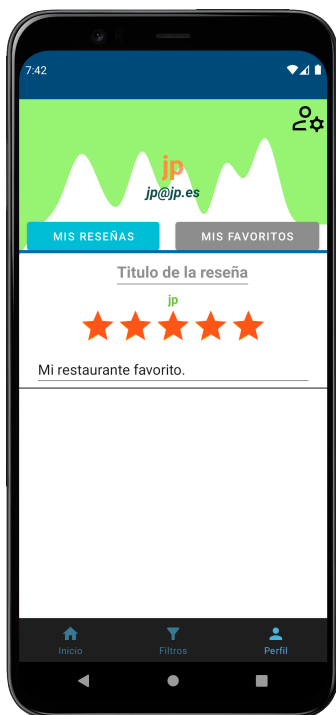 7:42
jp
jp@jp.es
MIS RESEÑAS MIS FAVORITOS
Titulo de la reseña
jp
Mi restaurante favorito.
Inicio Filtros Perfil